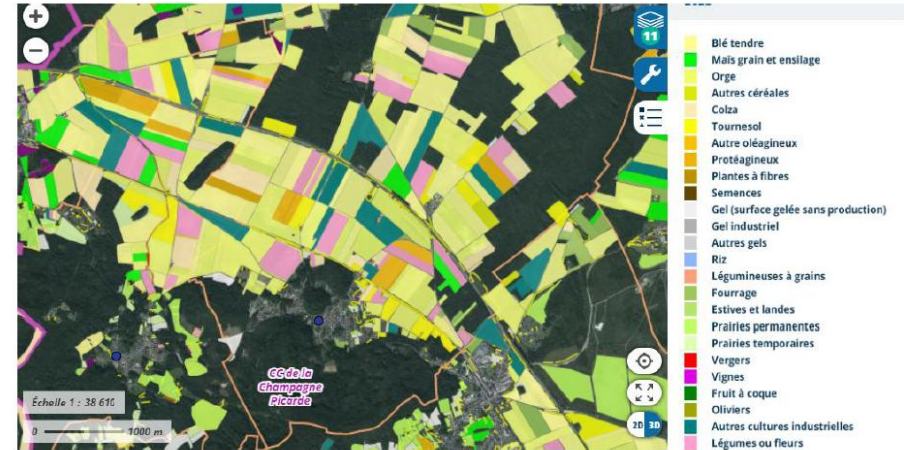 11
CC de la
Champagne
Picarde
Échelle 1 : 38 610
0
1000 m
2D
3D
Blé tendre
Maïs grain et ensilage
Orge
Autres céréales
Colza
Tournesol
Autre oléagineux
Protéagineux
Plantes à fibres
Semences
Gel (surface gelée sans production)
Gel industriel
Autres gels
Riz
Légumineuses à grains
Fourrage
Estives et landes
Prairies permanentes
Prairies temporaires
Vergers
Vignes
Fruit à coque
Oliviers
Autres cultures industrielles
Légumes ou fleurs